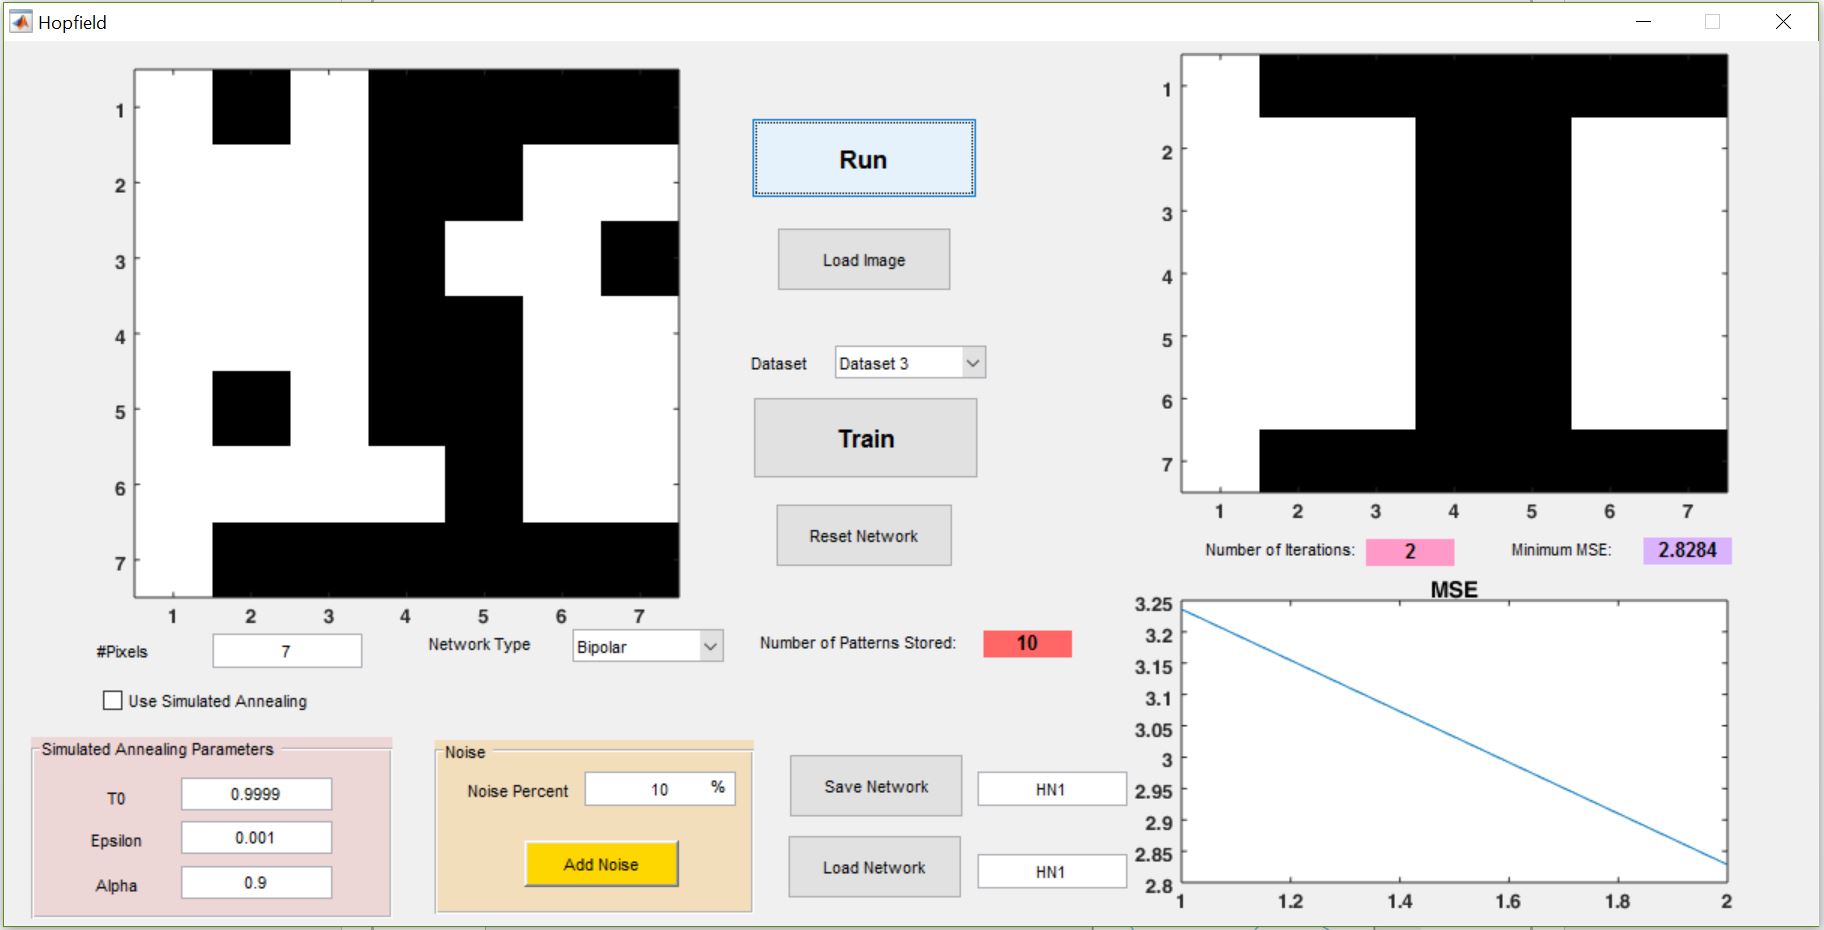 Hopfield
1
2
3
4
5
6
7
1 2 3 4 5 6 7
#Pixels 7
Network Type Bipolar
Use Simulated Annealing
Simulated Annealing Parameters
T0 0.9999
Epsilon 0.001
Alpha 0.9
Noise
Noise Percent 10 %
Add Noise
Run
Load Image
Dataset Dataset 3
Train
Reset Network
Number of Patterns Stored: 10
Save Network HN1
Load Network HN1
1
2
3
4
5
6
7
1 2 3 4 5 6 7
Number of Iterations: 2
Minimum MSE: 2.8284
MSE
3.25
3.2
3.15
3.1
3.05
3
2.95
2.9
2.85
2.8
1 1.2 1.4 1.6 1.8 2